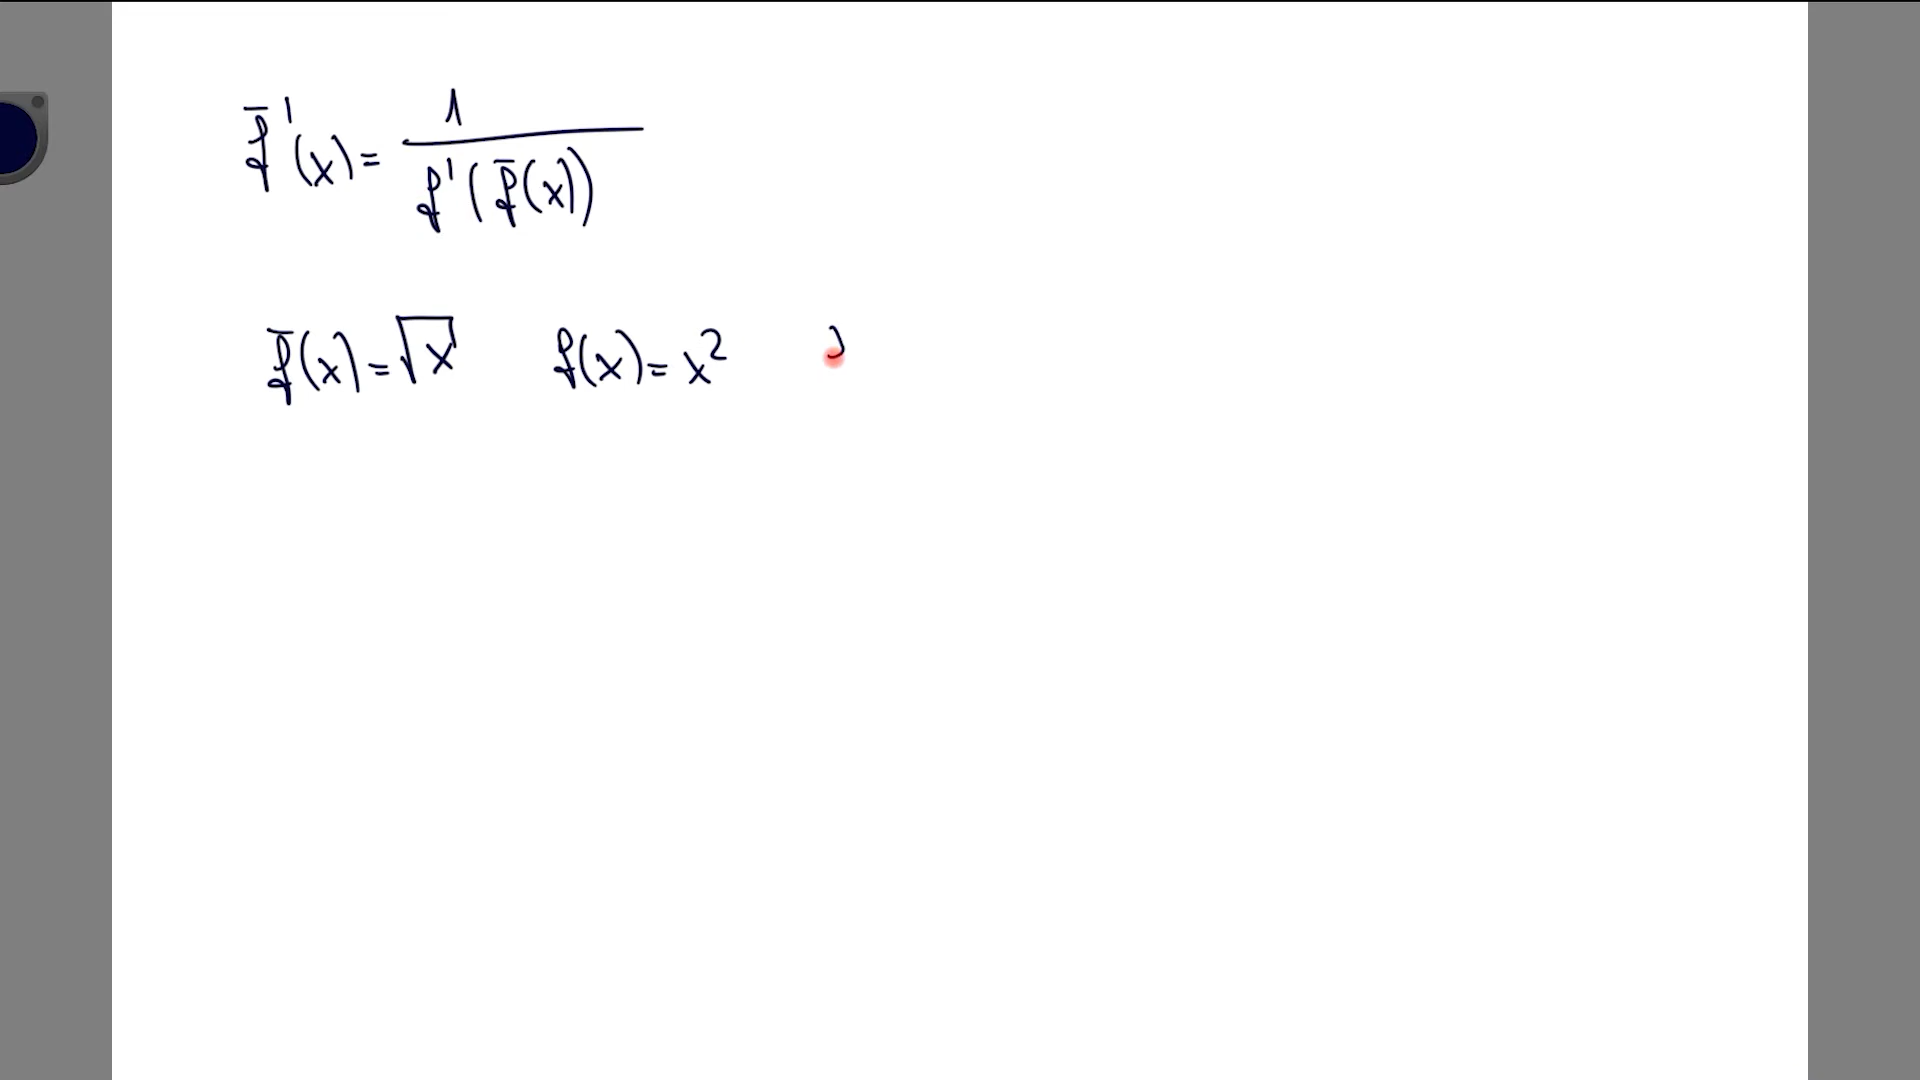 f̄'(x) = 1 / f'(f̄(x))
f̄(x) = √x f(x) = x²